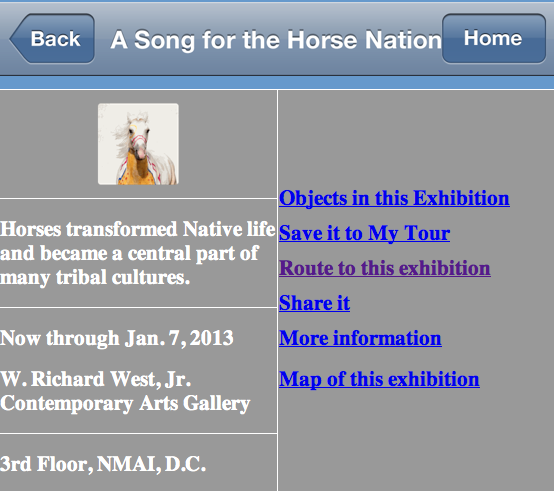 Back
A Song for the Horse Nation
Home
Horses transformed Native life
and became a central part of
many tribal cultures.
Now through Jan. 7, 2013
W. Richard West, Jr.
Contemporary Arts Gallery
3rd Floor, NMAI, D.C.
Objects in this Exhibition
Save it to My Tour
Route to this exhibition
Share it
More information
Map of this exhibition